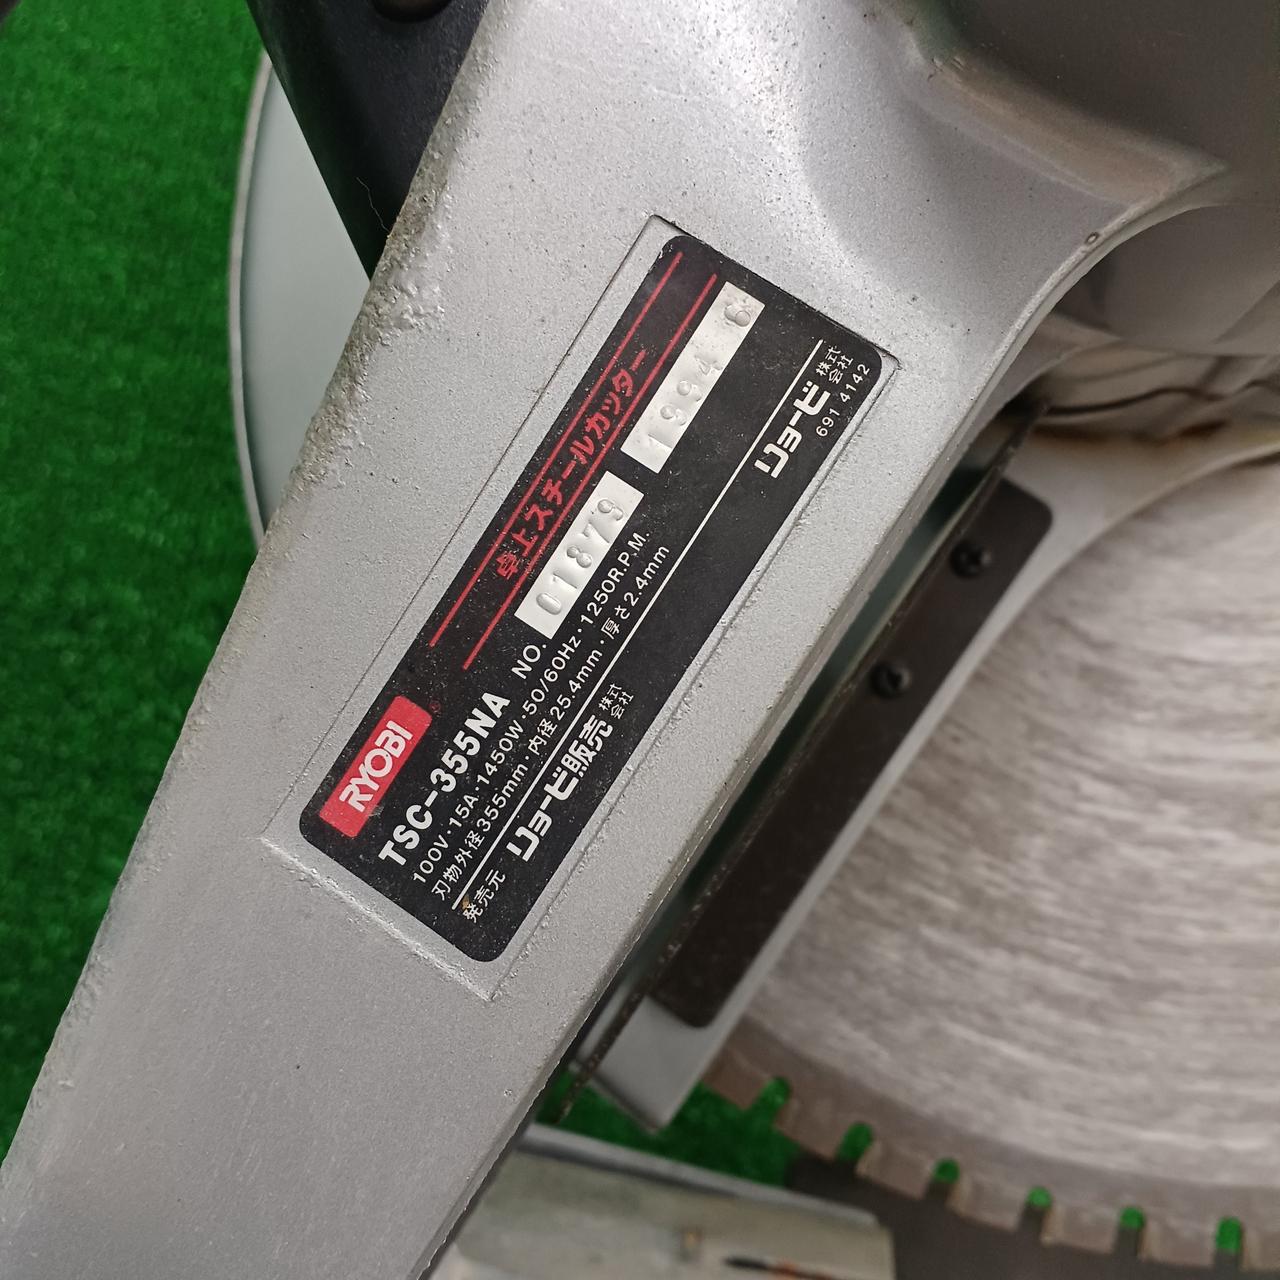 卓上スチールカッター
RYOBI®
TSC-355NA NO. 01879 1994 6
100V・15A・1450W・50/60Hz・1250R.P.M.
刃物外径355mm・内径25.4mm・厚さ2.4mm
発売元 リョービ販売株式会社 リョービ株式会社
691 4142